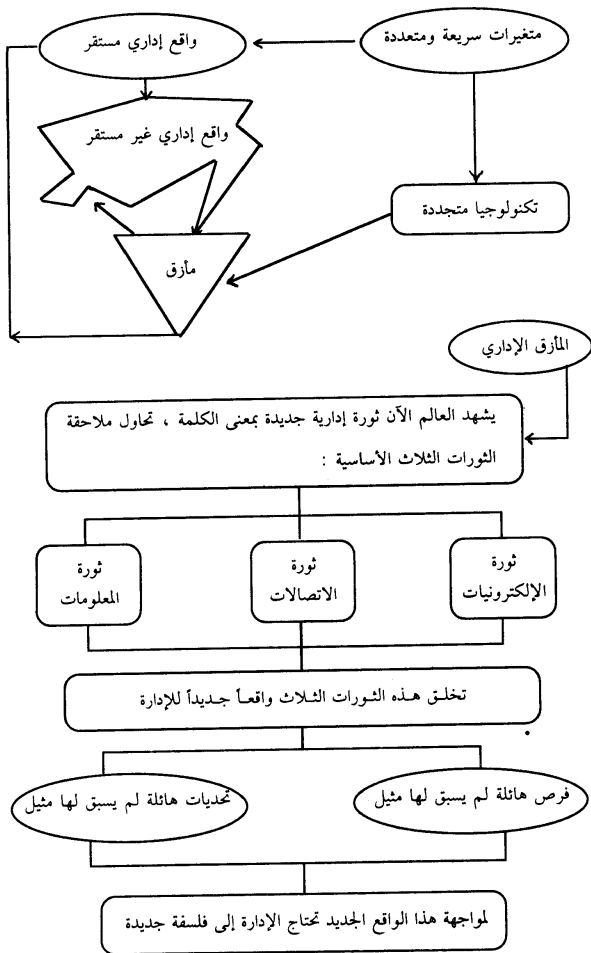 متغيرات سريعة ومتعددة
واقع إداري مستقر
واقع إداري غير مستقر
تكنولوجيا متجددة
مأزق
المأزق الإداري
يشهد العالم الآن ثورة إدارية جديدة بمعنى الكلمة ، تحاول ملاحقة
الثورات الثلاث الأساسية :
ثورة
الإلكترونيات
ثورة
الاتصالات
ثورة
المعلومات
تخلق هذه الثورات الثلاث واقعاً جديداً للإدارة
فرص هائلة لم يسبق لها مثيل
تحديات هائلة لم يسبق لها مثيل
لمواجهة هذا الواقع الجديد تحتاج الإدارة إلى فلسفة جديدة